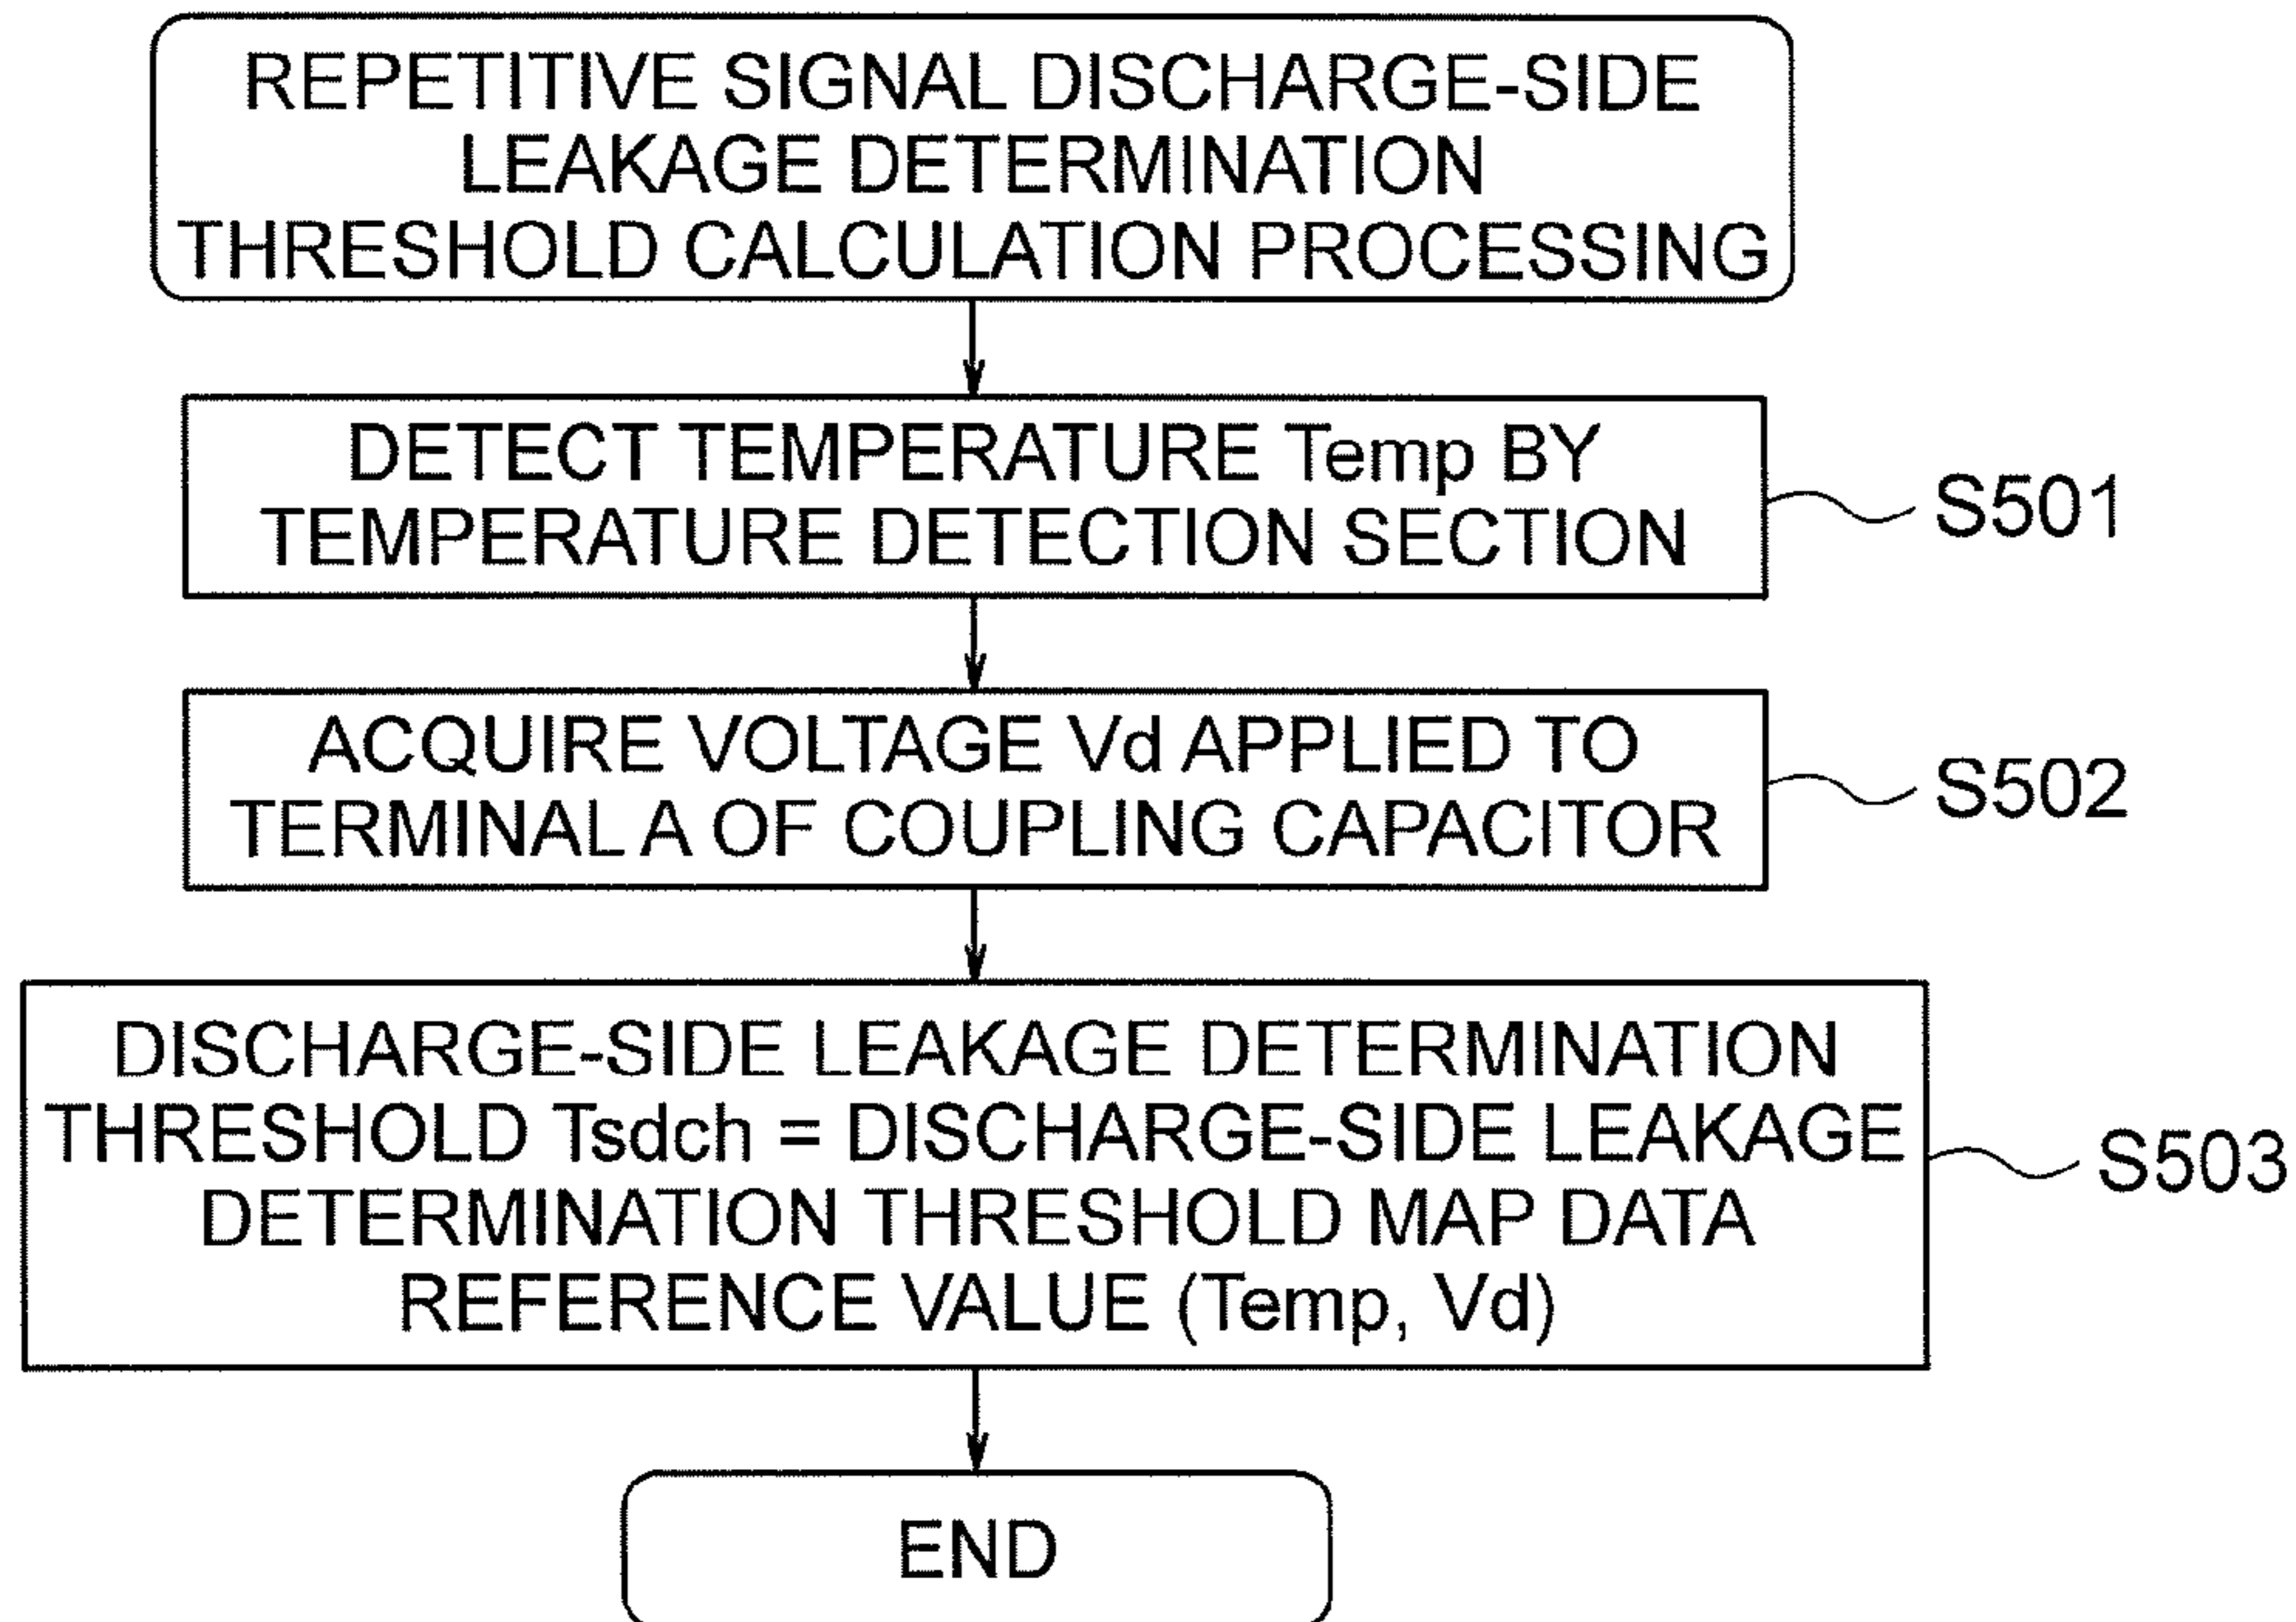 REPETITIVE SIGNAL DISCHARGE-SIDE
LEAKAGE DETERMINATION
THRESHOLD CALCULATION PROCESSING
DETECT TEMPERATURE Temp BY
TEMPERATURE DETECTION SECTION
S501
ACQUIRE VOLTAGE Vd APPLIED TO
TERMINAL A OF COUPLING CAPACITOR
S502
DISCHARGE-SIDE LEAKAGE DETERMINATION
THRESHOLD Tsdch = DISCHARGE-SIDE LEAKAGE
DETERMINATION THRESHOLD MAP DATA
REFERENCE VALUE (Temp, Vd)
S503
END